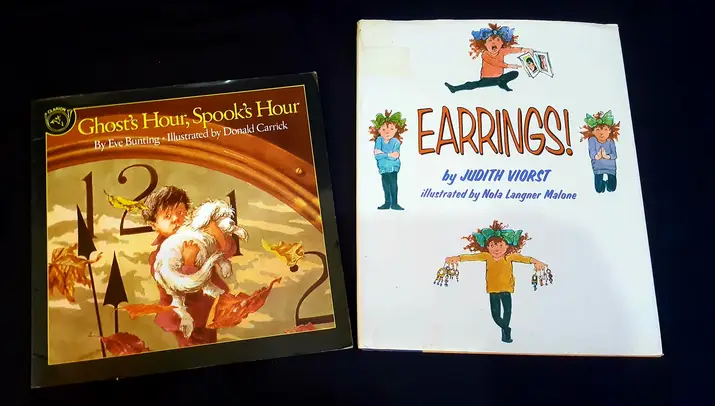 CLARION
Ghost's Hour, Spook's Hour
By Eve Bunting • Illustrated by Donald Carrick
12
1
2
EARRINGS!
by JUDITH VIORST
illustrated by Nola Langner Malone